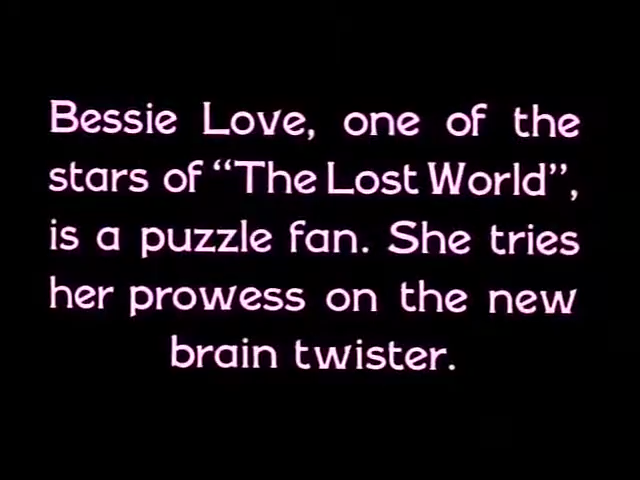 Bessie Love, one of the
stars of “The Lost World”,
is a puzzle fan. She tries
her prowess on the new
brain twister.